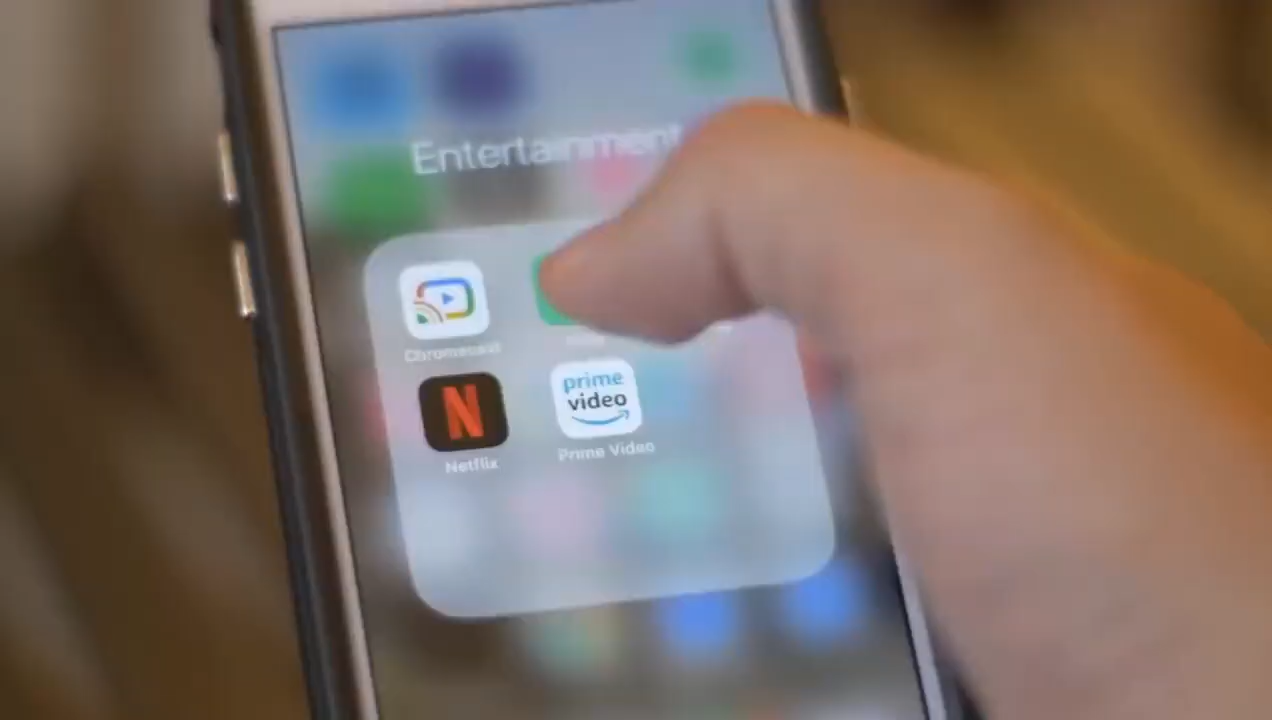 Entertainment
Chromecast
N
prime
video
Netflix
Prime Video